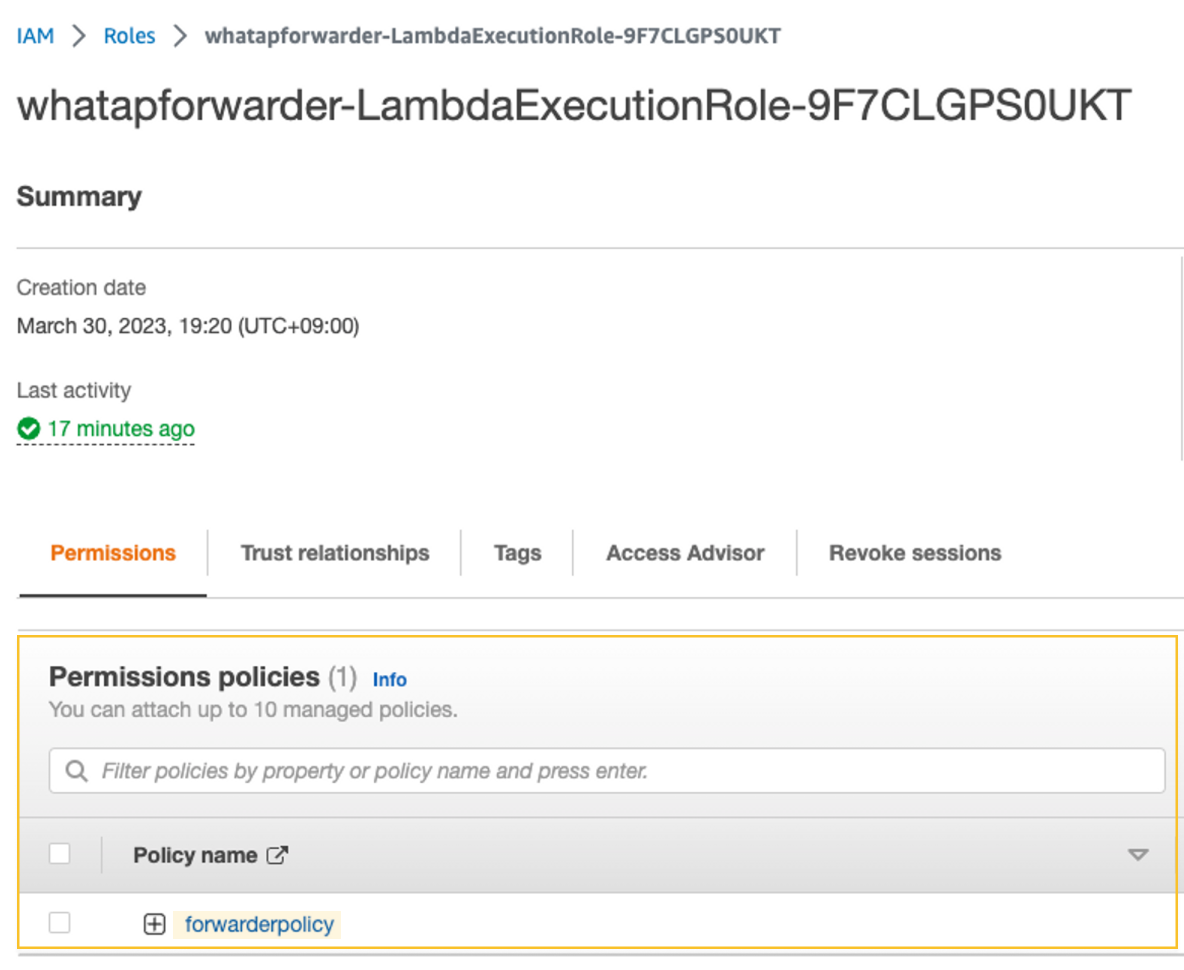 IAM > Roles > whatapforwarder-LambdaExecutionRole-9F7CLGPS0UKT
whatapforwarder-LambdaExecutionRole-9F7CLGPS0UKT
Summary
Creation date
March 30, 2023, 19:20 (UTC+09:00)
Last activity
17 minutes ago
Permissions Trust relationships Tags Access Advisor Revoke sessions
Permissions policies (1) Info
You can attach up to 10 managed policies.
Filter policies by property or policy name and press enter.
Policy name
forwarderpolicy